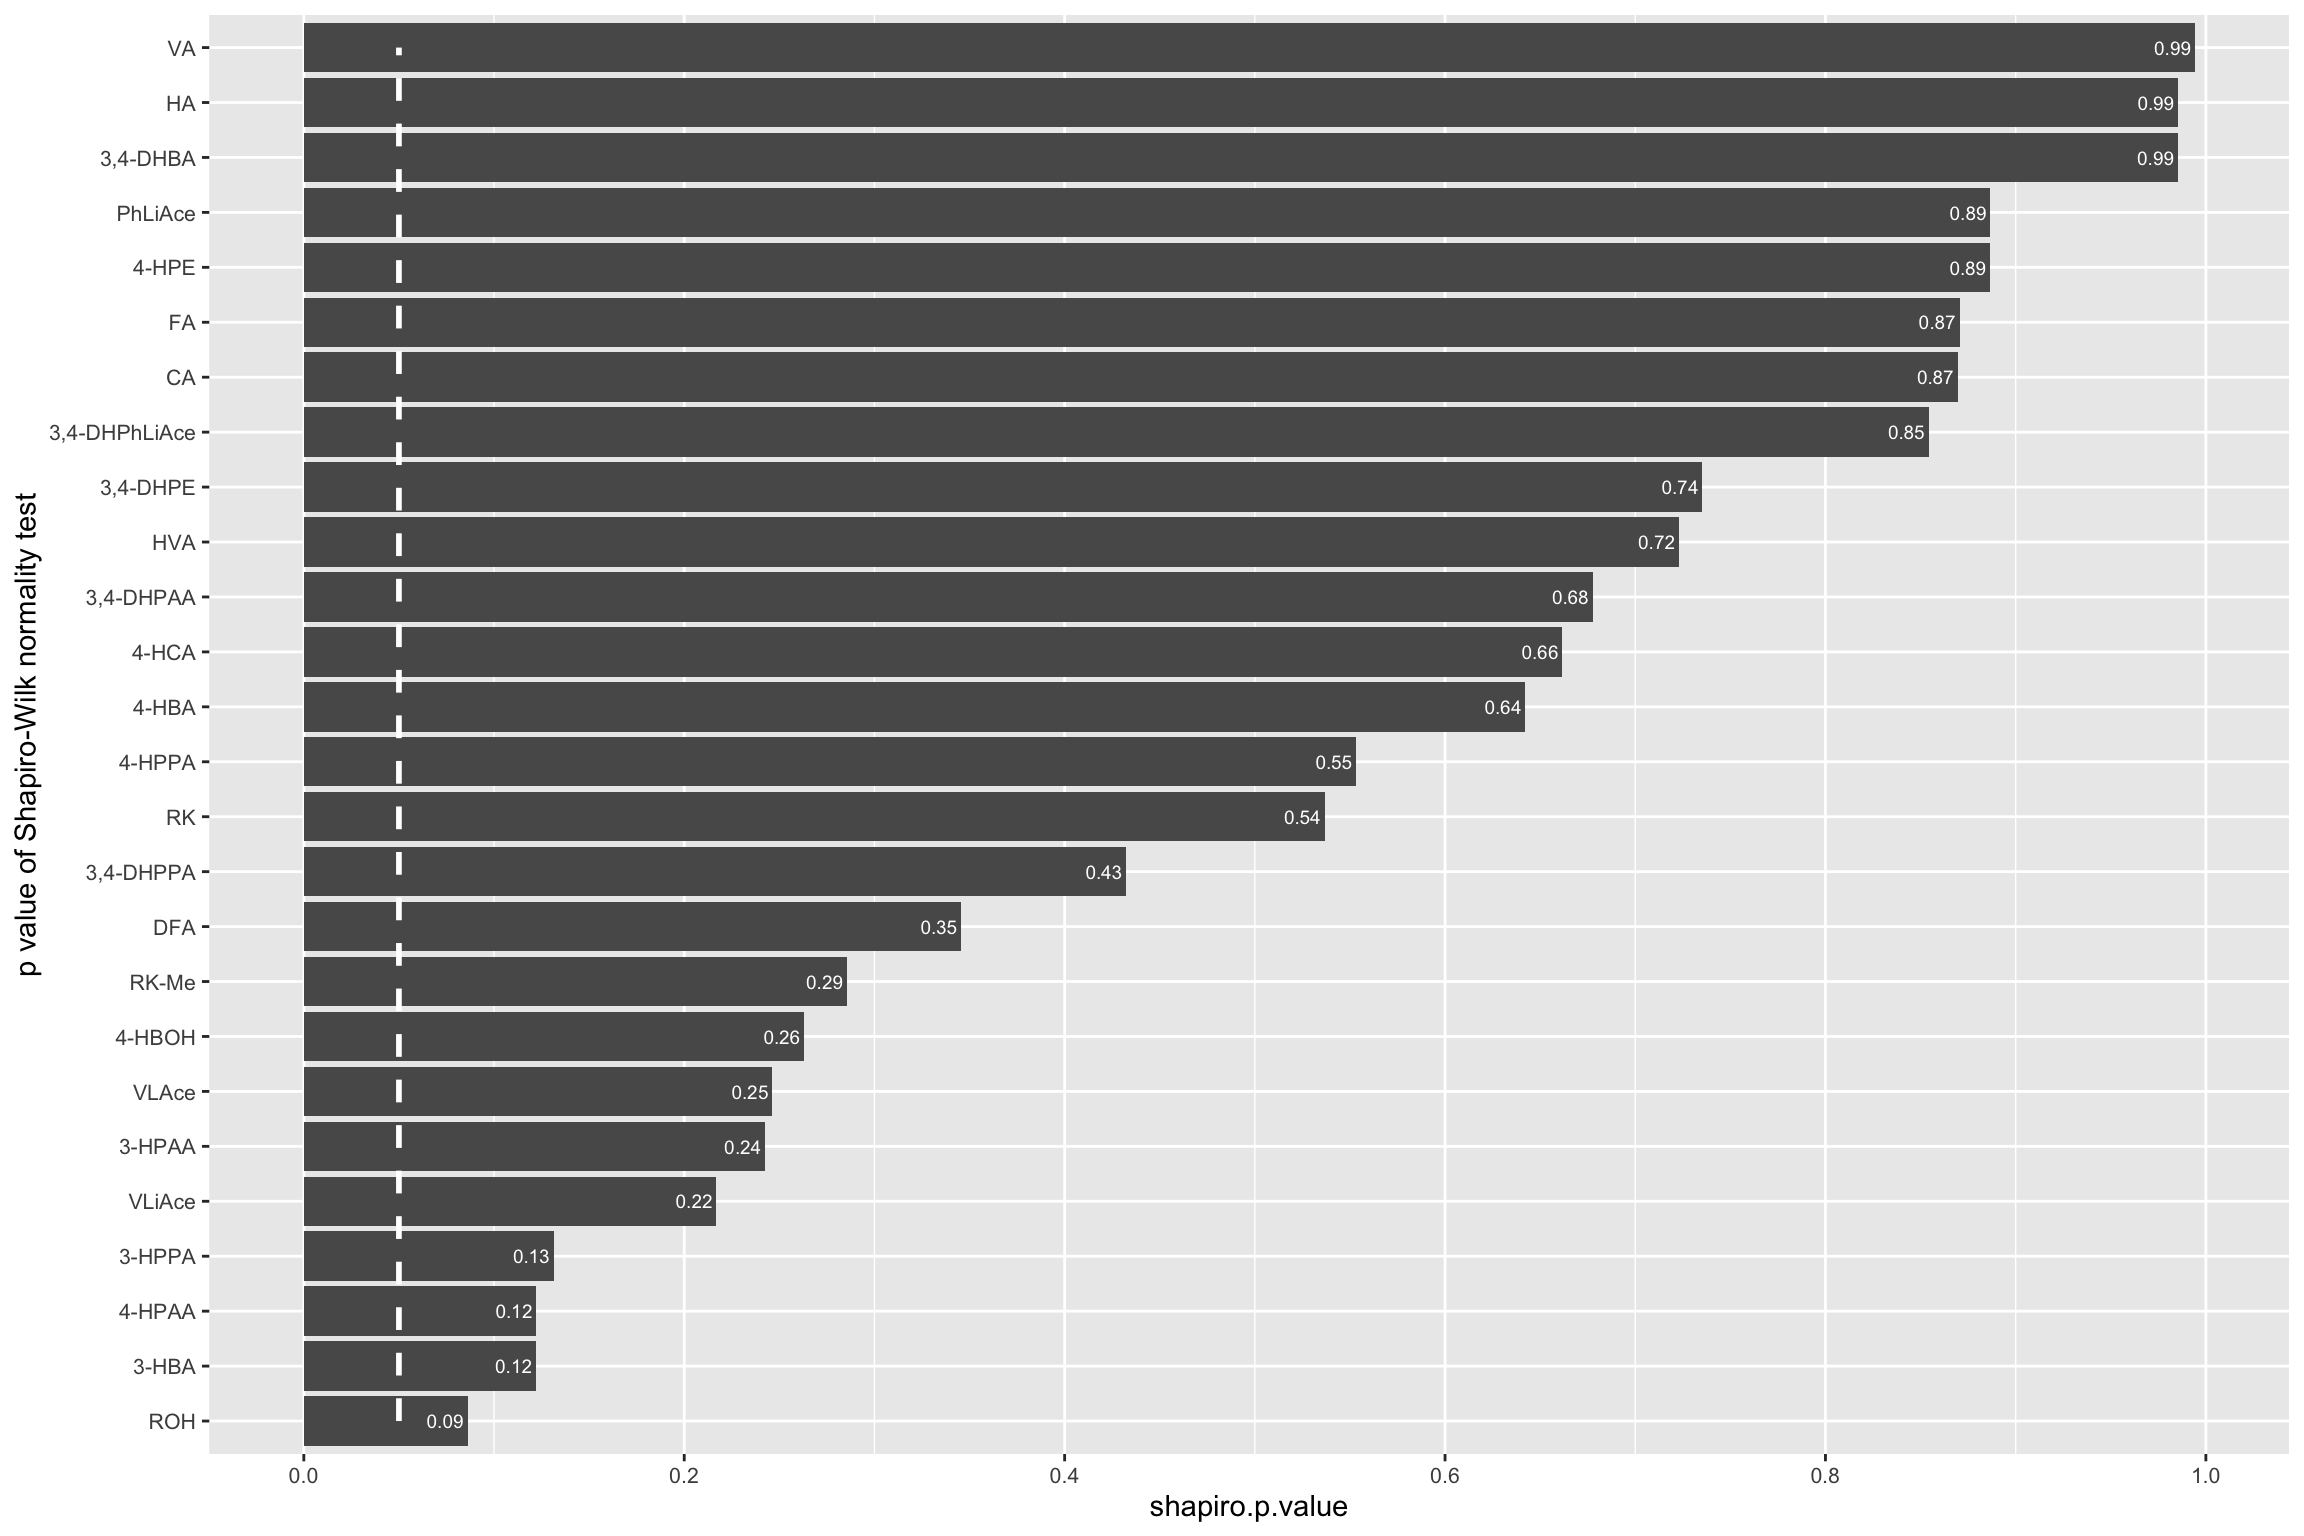 p value of Shapiro-Wilk normality test
VA 0.99
HA 0.99
3,4-DHBA 0.99
PhLiAce 0.89
4-HPE 0.89
FA 0.87
CA 0.87
3,4-DHPhLiAce 0.85
3,4-DHPE 0.74
HVA 0.72
3,4-DHPAA 0.68
4-HCA 0.66
4-HBA 0.64
4-HPPA 0.55
RK 0.54
3,4-DHPPA 0.43
DFA 0.35
RK-Me 0.29
4-HBOH 0.26
VLAce 0.25
3-HPAA 0.24
VLiAce 0.22
3-HPPA 0.13
4-HPAA 0.12
3-HBA 0.12
ROH 0.09
0.0 0.2 0.4 0.6 0.8 1.0
shapiro.p.value